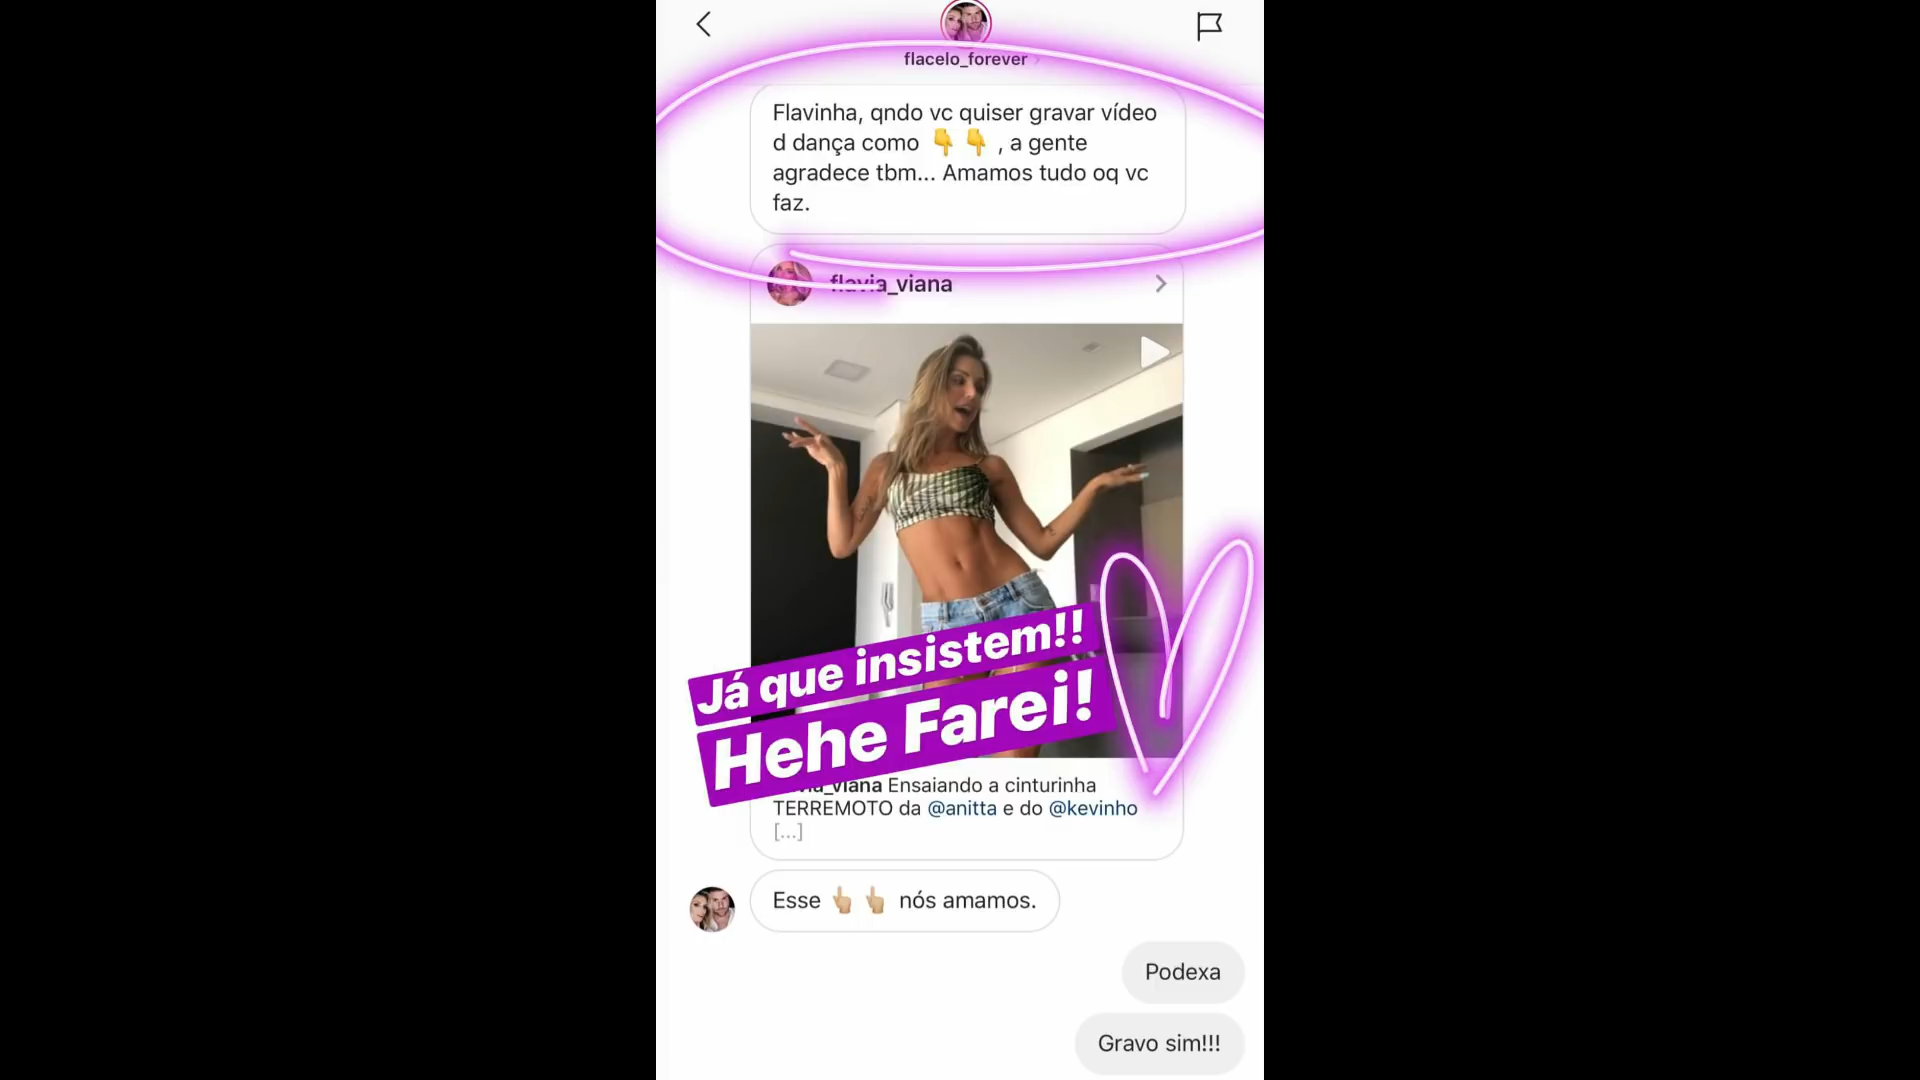 flacelo_forever
Flavinha, qndo vc quiser gravar vídeo
d dança como 👇👇 , a gente
agradece tbm... Amamos tudo oq vc
faz.
flavia_viana
Já que insistem!!
Hehe Farei!
viana Ensaiando a cinturinha
TERREMOTO da @anitta e do @kevinho
[...]
Esse 👆🏼👆🏼 nós amamos.
Podexa
Gravo sim!!!